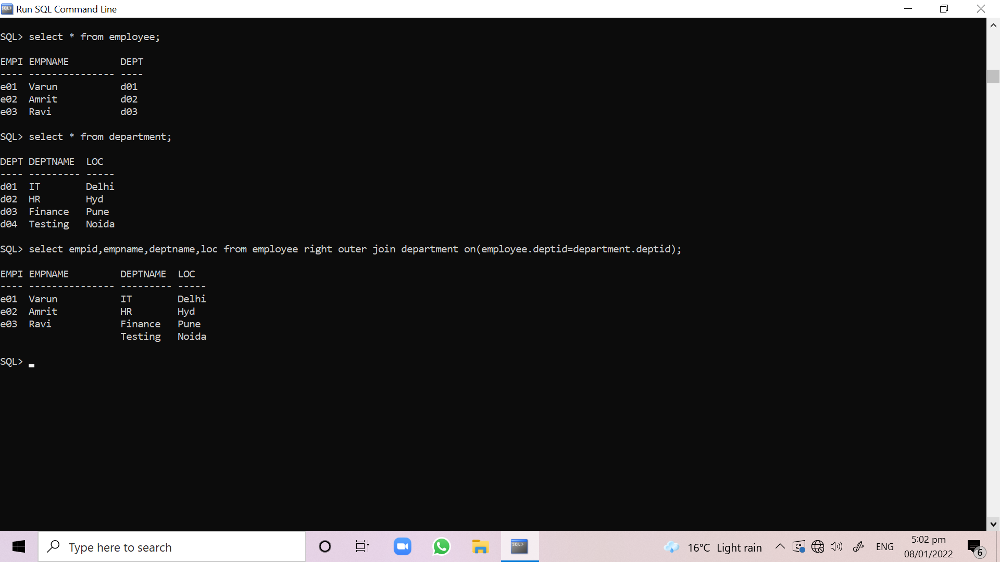 Run SQL Command Line
SQL> select * from employee;
EMPI EMPNAME         DEPT
---- --------------- ----
e01  Varun           d01
e02  Amrit           d02
e03  Ravi            d03
SQL> select * from department;
DEPT DEPTNAME  LOC
---- --------- -----
d01  IT        Delhi
d02  HR        Hyd
d03  Finance   Pune
d04  Testing   Noida
SQL> select empid,empname,deptname,loc from employee right outer join department on(employee.deptid=department.deptid);
EMPI EMPNAME         DEPTNAME  LOC
---- --------------- --------- -----
e01  Varun           IT        Delhi
e02  Amrit           HR        Hyd
e03  Ravi            Finance   Pune
                     Testing   Noida
SQL>
Type here to search
16°C Light rain
ENG
5:02 pm
08/01/2022
6